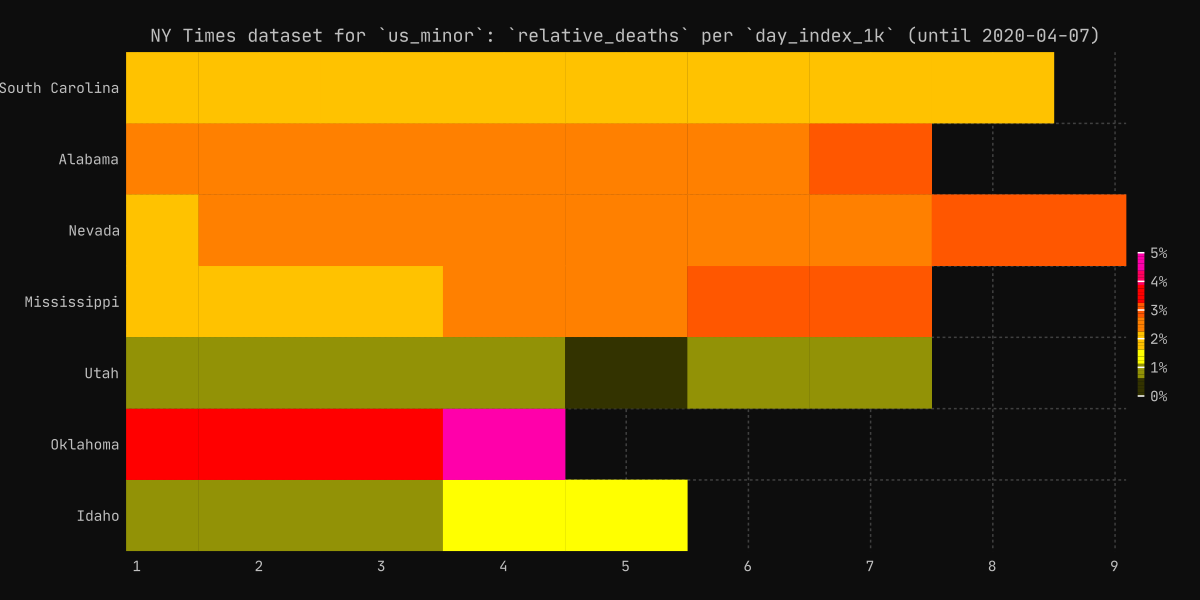 NY Times dataset for `us_minor`: `relative_deaths` per `day_index_1k` (until 2020-04-07)
South Carolina
Alabama
Nevada
Mississippi
Utah
Oklahoma
Idaho
5%
4%
3%
2%
1%
0%
1 2 3 4 5 6 7 8 9